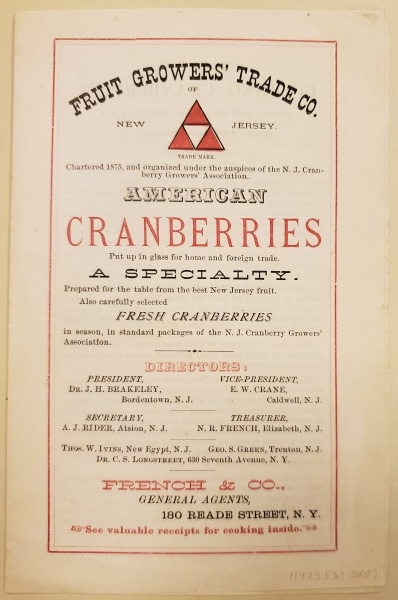 FRUIT GROWERS' TRADE CO.
OF
NEW JERSEY.
TRADE MARK.
Chartered 1875, and organized under the auspices of the N. J. Cran-
berry Growers' Association.
AMERICAN
CRANBERRIES
Put up in glass for home and foreign trade.
A SPECIALTY.
Prepared for the table from the best New Jersey fruit.
Also carefully selected
FRESH CRANBERRIES
in season, in standard packages of the N. J. Cranberry Growers'
Association.
DIRECTORS:
PRESIDENT, VICE-PRESIDENT,
DR. J. H. BRAKELEY, E. W. CRANE,
Bordentown, N. J. Caldwell, N. J.
SECRETARY, TREASURER,
A. J. RIDER, Atsion, N. J. N. R. FRENCH, Elizabeth, N. J.
THOS. W. IVINS, New Egypt, N. J. GEO. S. GREEN, Trenton, N. J.
DR. C. S. LONGSTREET, 630 Seventh Avenue, N. Y.
FRENCH & CO.,
GENERAL AGENTS,
180 READE STREET, N. Y.
See valuable receipts for cooking inside.